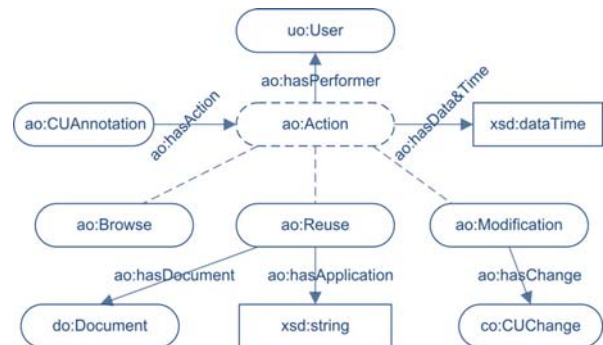 uo:User
ao:hasPerformer
ao:CUAnnotation
ao:hasAction
ao:Action
ao:hasData&Time
xsd:dataTime
ao:Browse
ao:Reuse
ao:Modification
ao:hasDocument
ao:hasApplication
ao:hasChange
do:Document
xsd:string
co:CUChange